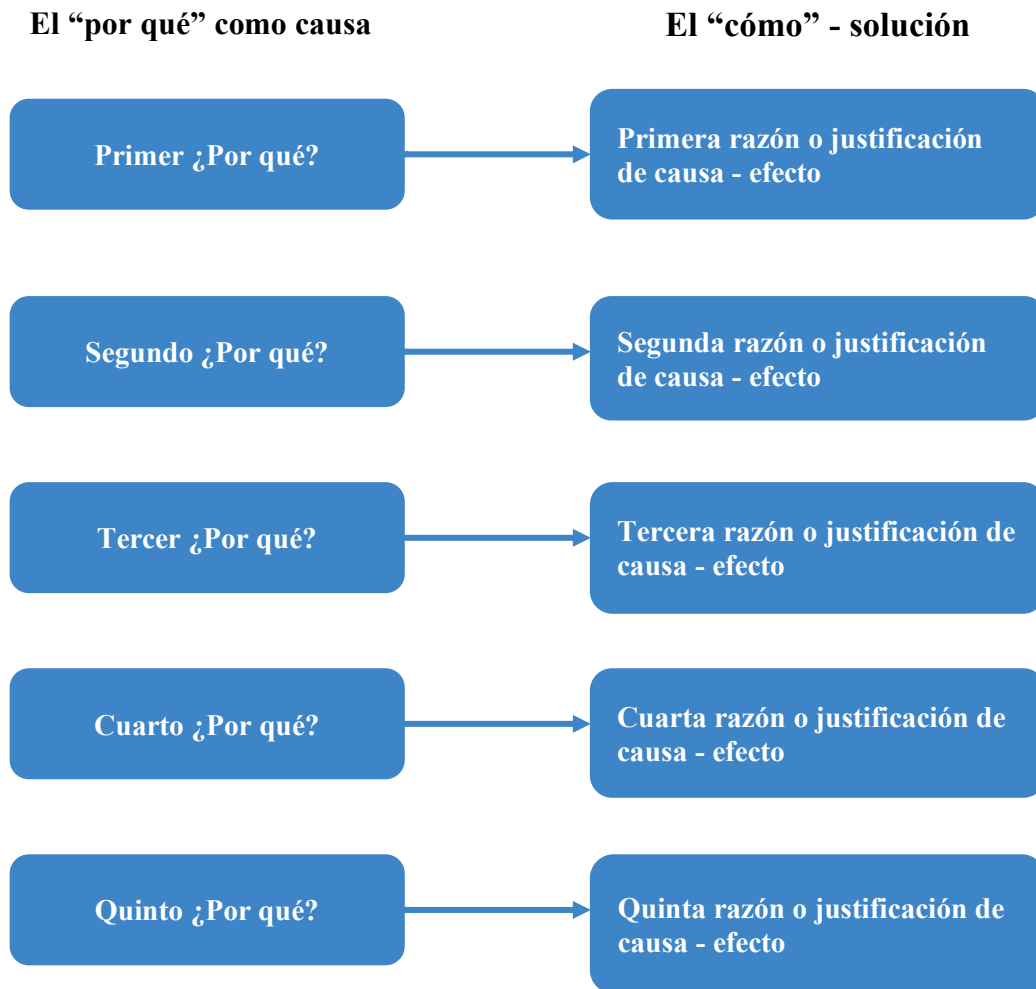 El “por qué” como causa
El “cómo” - solución
Primer ¿Por qué?
Primera razón o justificación
de causa - efecto
Segundo ¿Por qué?
Segunda razón o justificación
de causa - efecto
Tercer ¿Por qué?
Tercera razón o justificación de
causa - efecto
Cuarto ¿Por qué?
Cuarta razón o justificación de
causa - efecto
Quinto ¿Por qué?
Quinta razón o justificación de
causa - efecto